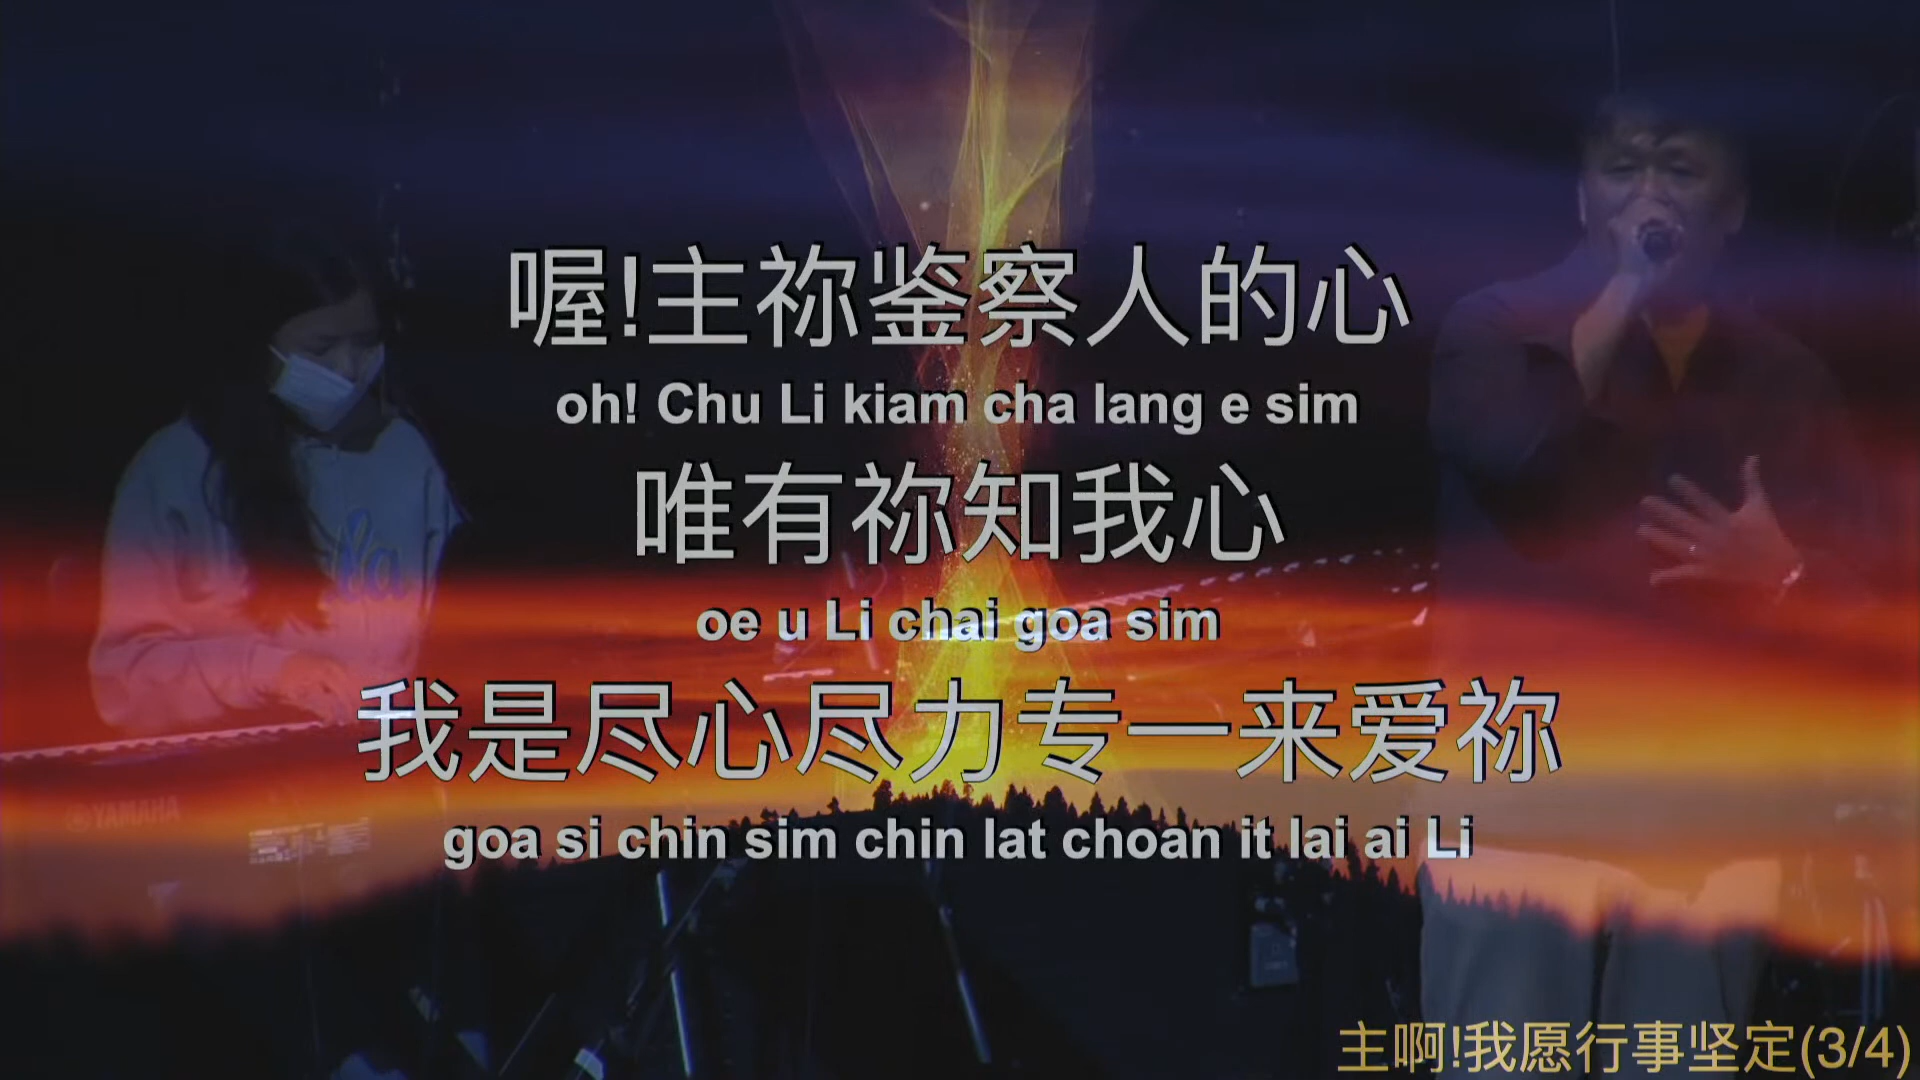 喔!主祢鉴察人的心
oh! Chu Li kiam cha lang e sim
唯有祢知我心
oe u Li chai goa sim
我是尽心尽力专一来爱祢
goa si chin sim chin lat choan it lai ai Li
YAMAHA
主啊!我愿行事坚定(3/4)